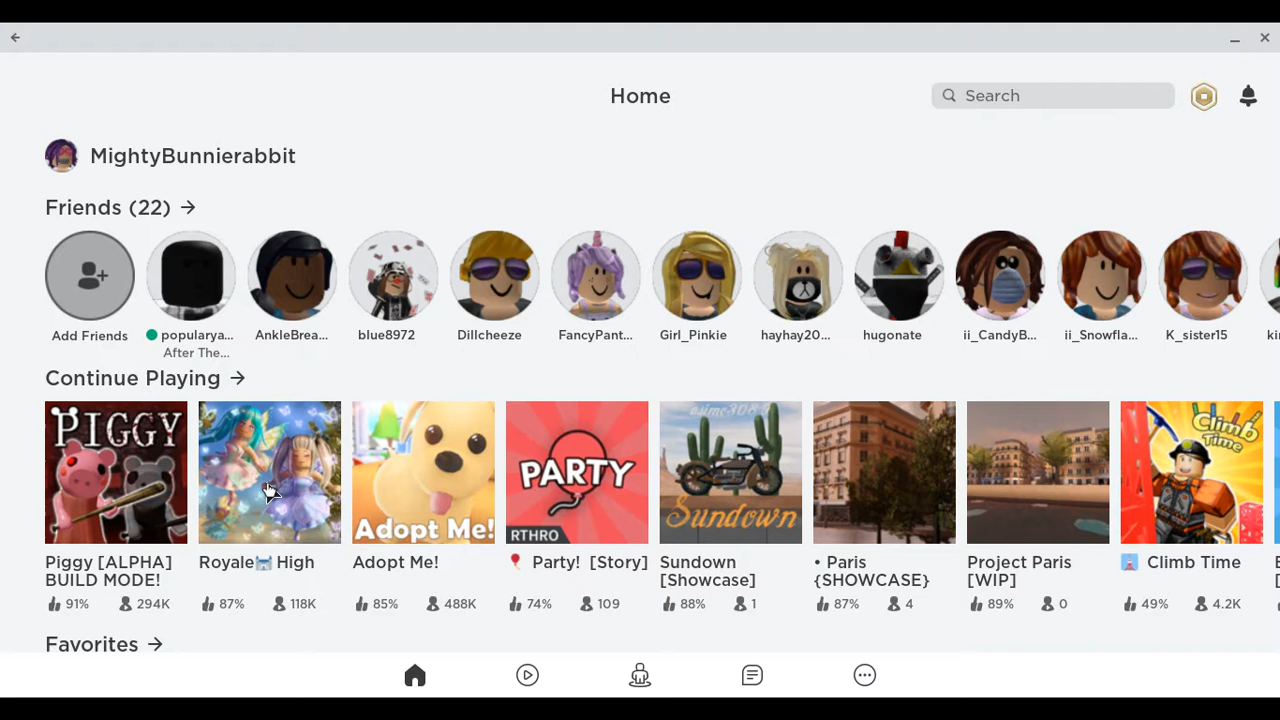 Home
Search
MightyBunnierabbit
Friends (22)
Add Friends
popularya...
After The...
AnkleBrea...
blue8972
Dillcheeze
FancyPant...
Girl_Pinkie
hayhay20...
hugonate
ii_CandyB...
ii_Snowfla...
K_sister15
Continue Playing
PIGGY
Adopt Me!
PARTY
RTHRO
Sundown
Climb Time
Piggy [ALPHA]
BUILD MODE!
91% 294K
Royale High
87% 118K
Adopt Me!
85% 488K
Party! [Story]
74% 109
Sundown
[Showcase]
88% 1
• Paris
{SHOWCASE}
87% 4
Project Paris
[WIP]
89% 0
Climb Time
49% 4.2K
Favorites